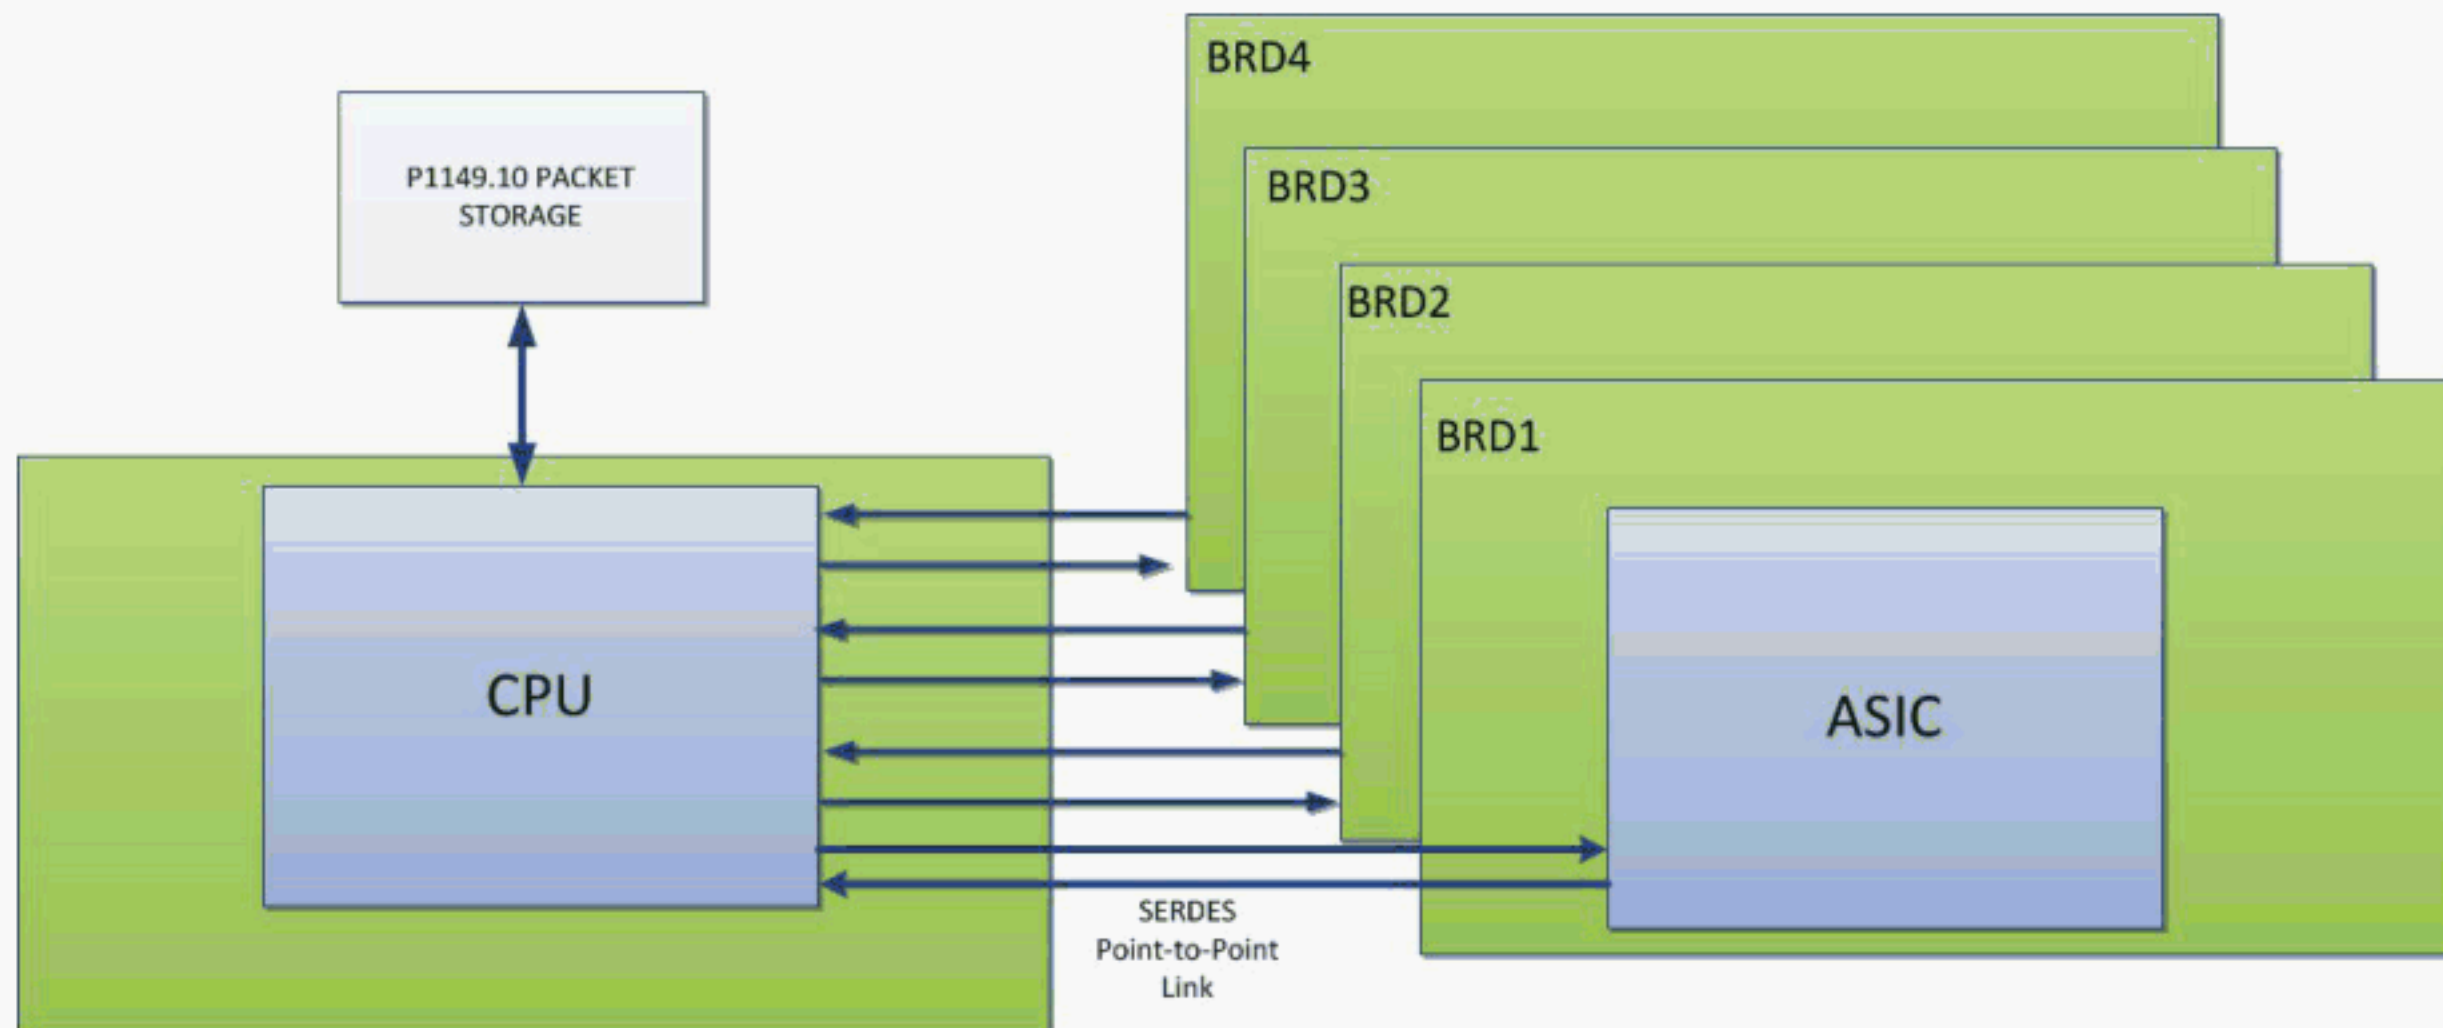 BRD4
P1149.10 PACKET
STORAGE
BRD3
BRD2
BRD1
CPU
ASIC
SERDES
Point-to-Point
Link